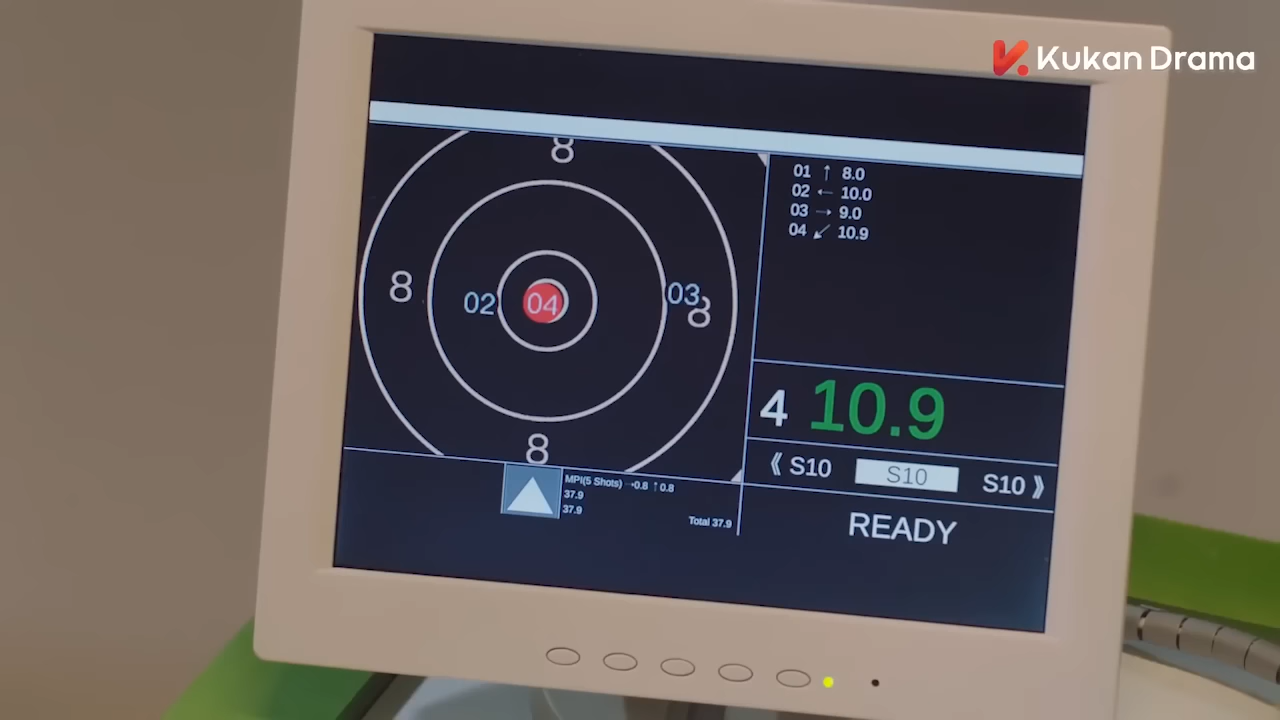 Kukan Drama
8
01 ↑ 8.0
02 ← 10.0
03 → 9.0
04 ↙ 10.9
8
02
04
03
8
8
4 10.9
《 S10
S10
S10 》
MPI(5 Shots) →0.8 ↑0.8
37.9
37.9
Total 37.9
READY